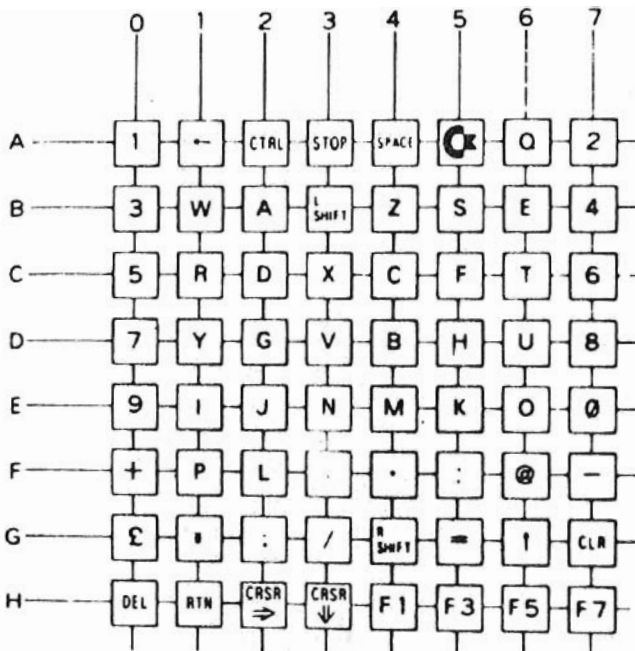 0 1 2 3 4 5 6 7
A 1 ← CTRL STOP SPACE C= Q 2
B 3 W A L SHIFT Z S E 4
C 5 R D X C F T 6
D 7 Y G V B H U 8
E 9 I J N M K O Ø
F + P L . : @ −
G £ : / R SHIFT = ↑ CLR
H DEL RTN CRSR ⇒ CRSR ⇓ F1 F3 F5 F7